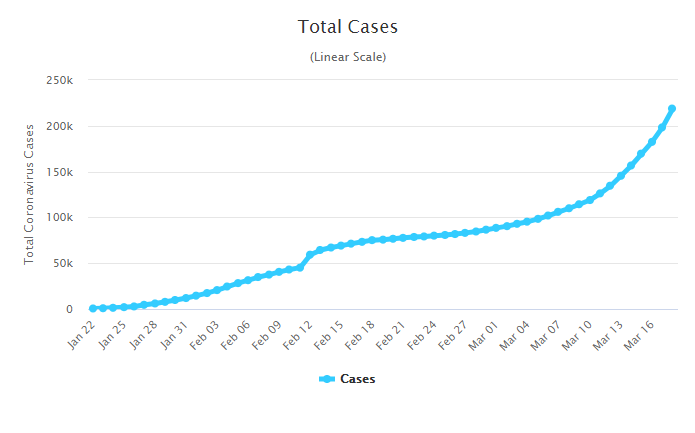 Total Cases
(Linear Scale)
Total Coronavirus Cases
250k
200k
150k
100k
50k
0
Jan 22
Jan 25
Jan 28
Jan 31
Feb 03
Feb 06
Feb 09
Feb 12
Feb 15
Feb 18
Feb 21
Feb 24
Feb 27
Mar 01
Mar 04
Mar 07
Mar 10
Mar 13
Mar 16
Cases